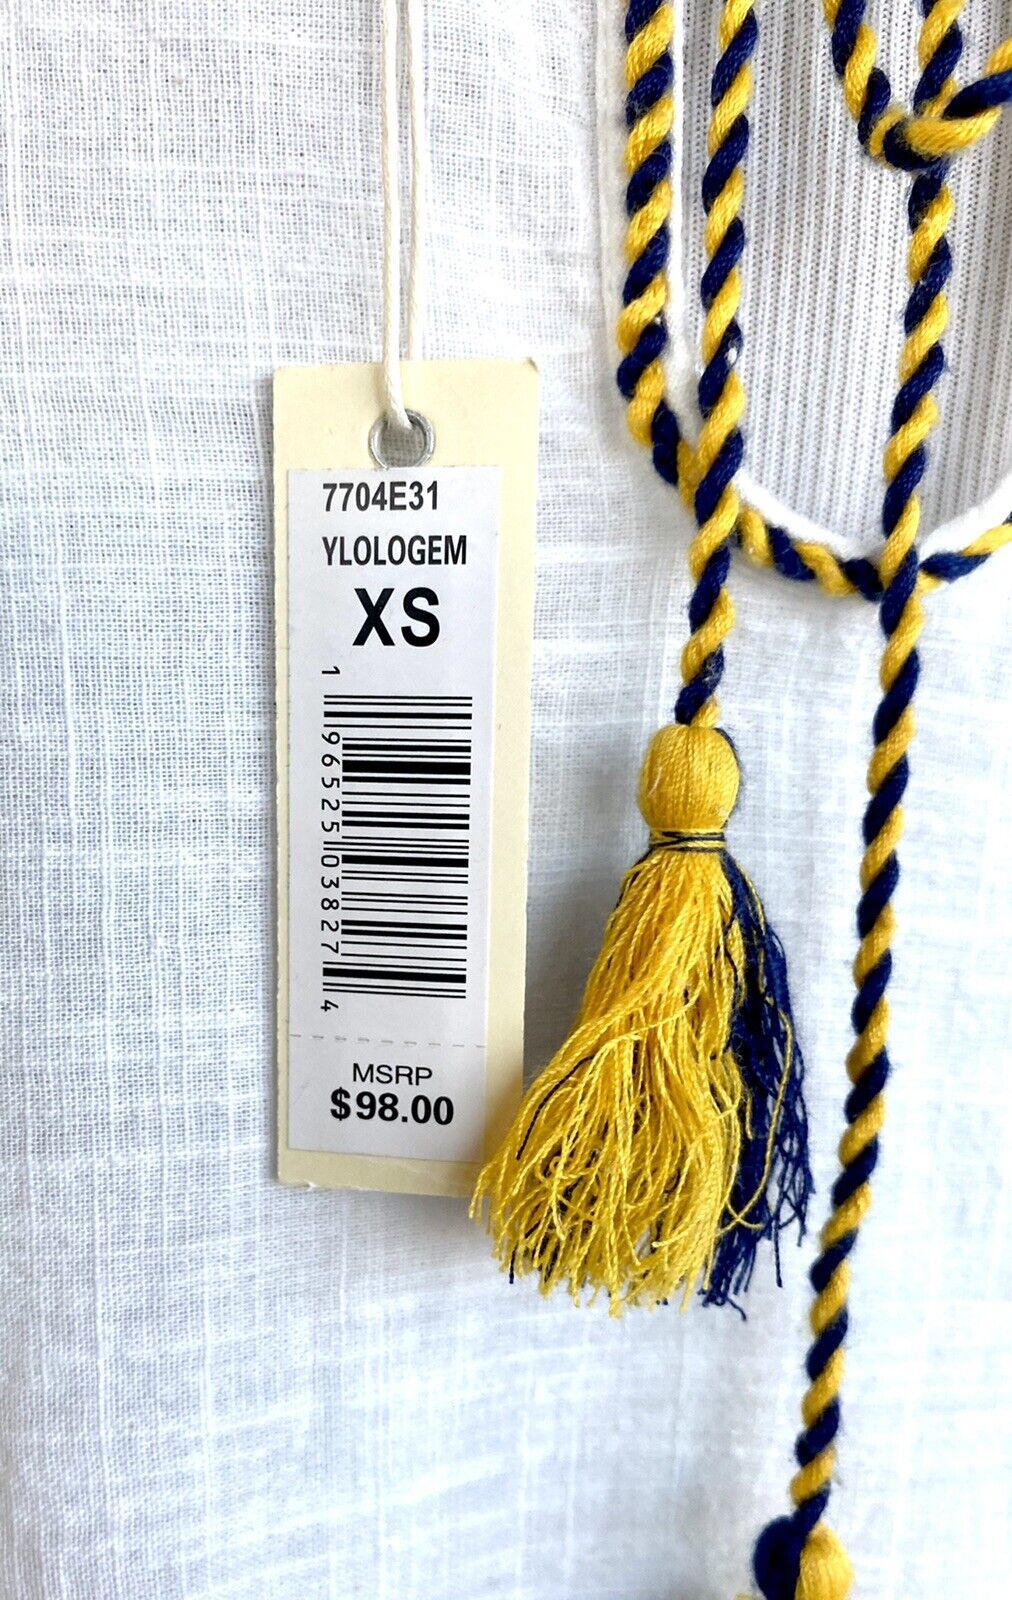 7704E31
YLOLOGEM
XS
1 96525 03827 4
MSRP
$98.00